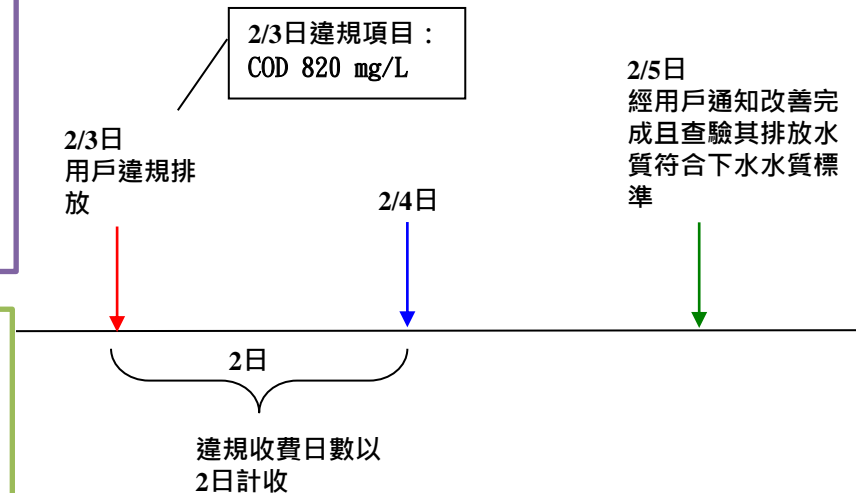 2/3日違規項目：
COD 820 mg/L
2/3日
用戶違規排
放
2/4日
2/5日
經用戶通知改善完
成且查驗其排放水
質符合下水水質標
準
2日
違規收費日數以
2日計收